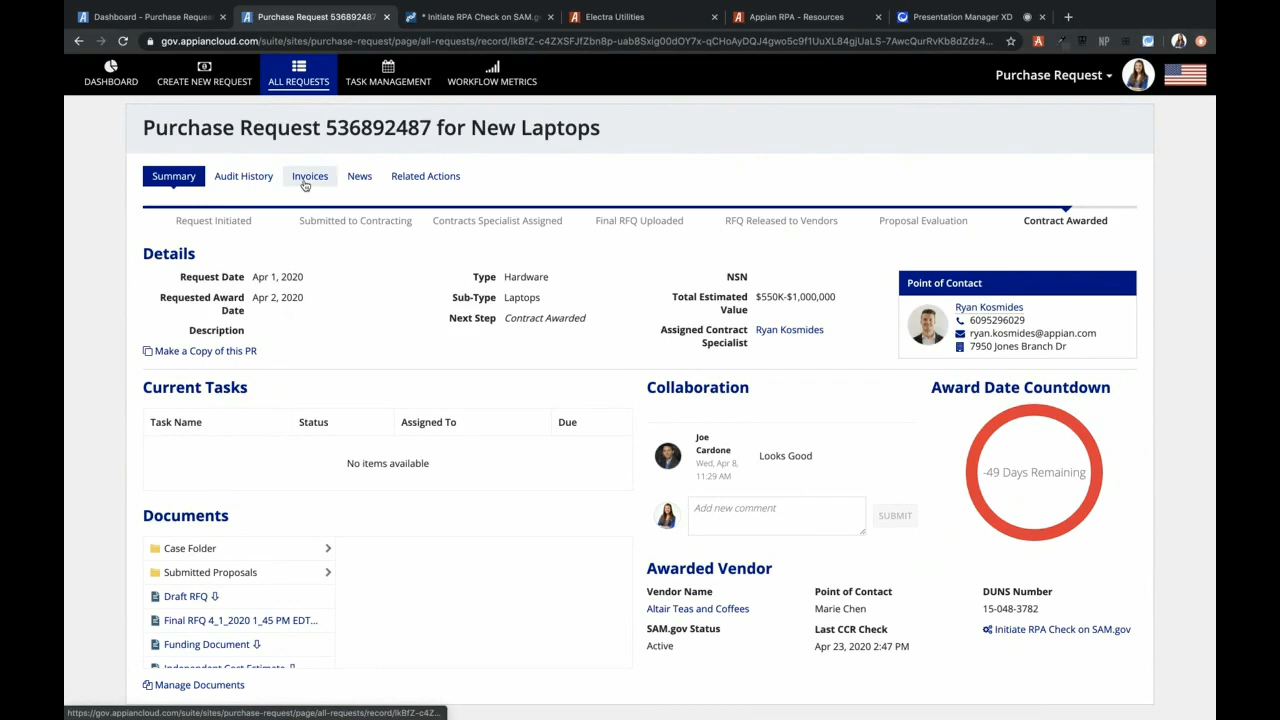 Dashboard - Purchase Request
Purchase Request 536892487
* Initiate RPA Check on SAM.g
Electra Utilities
Appian RPA - Resources
Presentation Manager XD
DASHBOARD
CREATE NEW REQUEST
ALL REQUESTS
TASK MANAGEMENT
WORKFLOW METRICS
Purchase Request
Purchase Request 536892487 for New Laptops
Summary
Audit History
Invoices
News
Related Actions
Request Initiated
Submitted to Contracting
Contracts Specialist Assigned
Final RFQ Uploaded
RFQ Released to Vendors
Proposal Evaluation
Contract Awarded
Details
Request Date Apr 1, 2020
Requested Award Date Apr 2, 2020
Description
Make a Copy of this PR
Type Hardware
Sub-Type Laptops
Next Step Contract Awarded
NSN
Total Estimated Value $550K-$1,000,000
Assigned Contract Specialist Ryan Kosmides
Point of Contact
Ryan Kosmides
6095296029
ryan.kosmides@appian.com
7950 Jones Branch Dr
Current Tasks
Task Name Status Assigned To Due
No items available
Documents
Case Folder
Submitted Proposals
Draft RFQ
Final RFQ 4_1_2020 1_45 PM EDT...
Funding Document
Independent Cost Estimate
Manage Documents
Collaboration
Joe
Cardone
Wed, Apr 8,
11:29 AM
Looks Good
Add new comment
SUBMIT
Award Date Countdown
-49 Days Remaining
Awarded Vendor
Vendor Name
Altair Teas and Coffees
SAM.gov Status
Active
Point of Contact
Marie Chen
Last CCR Check
Apr 23, 2020 2:47 PM
DUNS Number
15-048-3782
Initiate RPA Check on SAM.gov